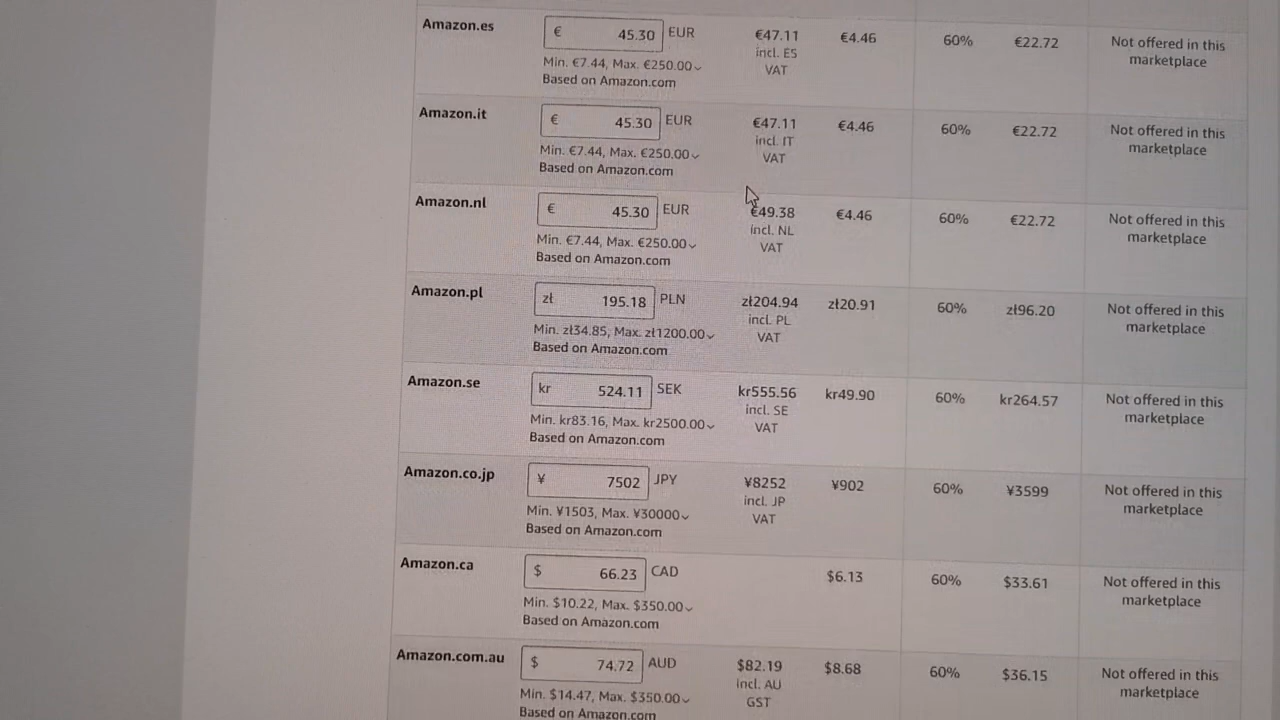 Amazon.es € 45.30 EUR €47.11 €4.46 60% €22.72 Not offered in this
incl. ES marketplace
Min. €7.44, Max. €250.00 VAT
Based on Amazon.com
Amazon.it € 45.30 EUR €47.11 €4.46 60% €22.72 Not offered in this
incl. IT marketplace
Min. €7.44, Max. €250.00 VAT
Based on Amazon.com
Amazon.nl € 45.30 EUR €49.38 €4.46 60% €22.72 Not offered in this
incl. NL marketplace
Min. €7.44, Max. €250.00 VAT
Based on Amazon.com
Amazon.pl zł 195.18 PLN zł204.94 zł20.91 60% zł96.20 Not offered in this
incl. PL marketplace
Min. zł34.85, Max. zł1200.00 VAT
Based on Amazon.com
Amazon.se kr 524.11 SEK kr555.56 kr49.90 60% kr264.57 Not offered in this
incl. SE marketplace
Min. kr83.16, Max. kr2500.00 VAT
Based on Amazon.com
Amazon.co.jp ¥ 7502 JPY ¥8252 ¥902 60% ¥3599 Not offered in this
incl. JP marketplace
Min. ¥1503, Max. ¥30000 VAT
Based on Amazon.com
Amazon.ca $ 66.23 CAD $6.13 60% $33.61 Not offered in this
marketplace
Min. $10.22, Max. $350.00
Based on Amazon.com
Amazon.com.au $ 74.72 AUD $82.19 $8.68 60% $36.15 Not offered in this
incl. AU marketplace
Min. $14.47, Max. $350.00 GST
Based on Amazon.com